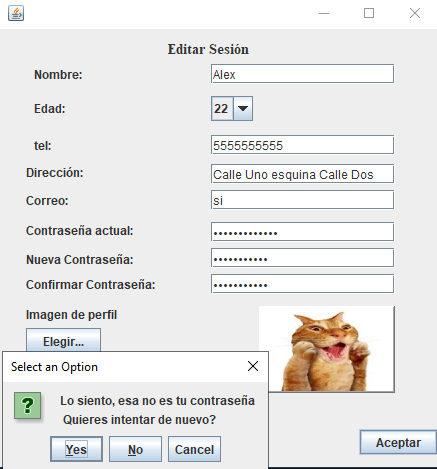 Editar Sesión
Nombre: Alex
Edad: 22
tel: 5555555555
Dirección: Calle Uno esquina Calle Dos
Correo: si
Contraseña actual: •••••••••••••
Nueva Contraseña: •••••••••••
Confirmar Contraseña: •••••••••••
Imagen de perfil
Elegir...
Select an Option
? Lo siento, esa no es tu contraseña
Quieres intentar de nuevo?
Yes No Cancel
Aceptar